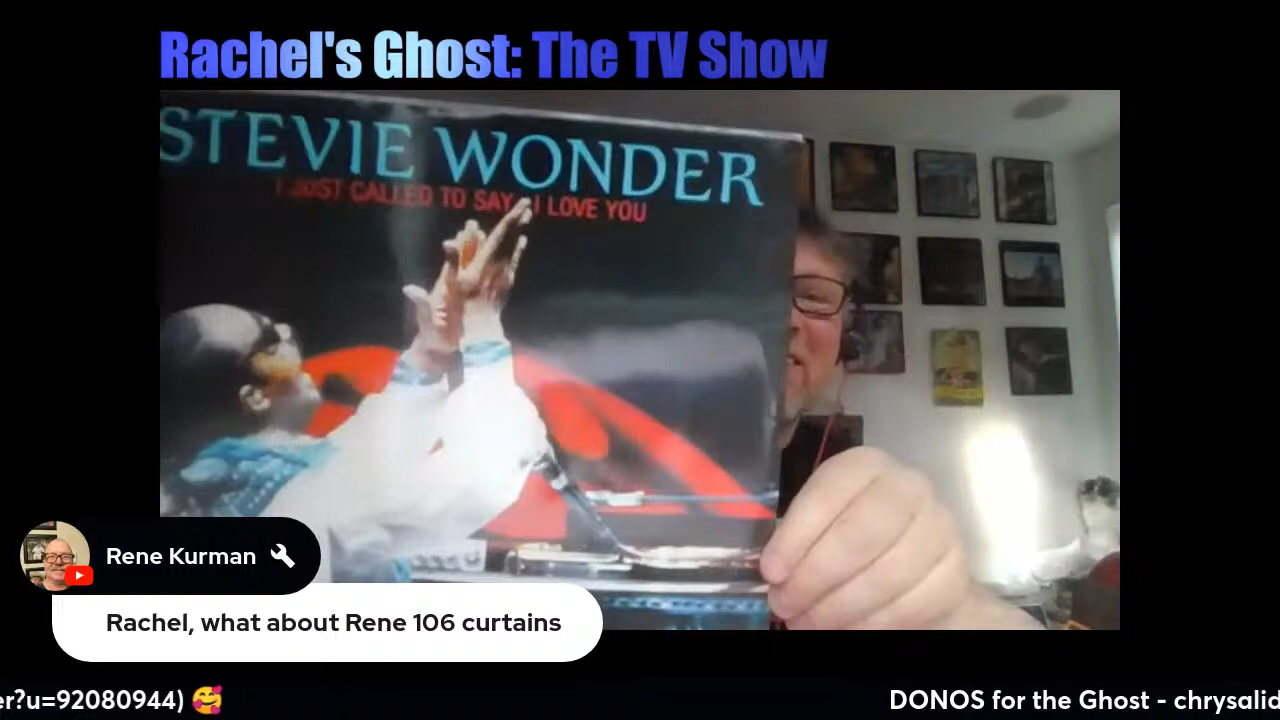 Rachel's Ghost: The TV Show
STEVIE WONDER
I JUST CALLED TO SAY I LOVE YOU
Rene Kurman
Rachel, what about Rene 106 curtains
er?u=92080944) 🥰 DONOS for the Ghost - chrysalid